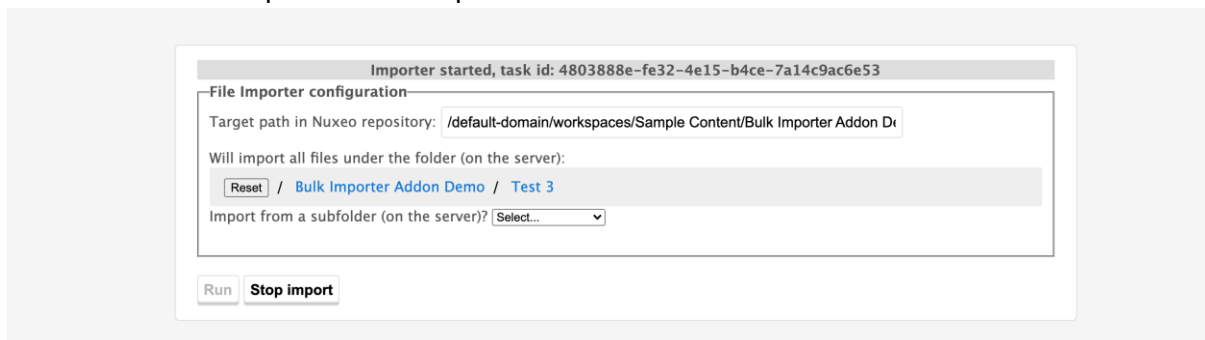 Importer started, task id: 4803888e-fe32-4e15-b4ce-7a14c9ac6e53
File Importer configuration
Target path in Nuxeo repository: /default-domain/workspaces/Sample Content/Bulk Importer Addon
Will import all files under the folder (on the server):
Reset / Bulk Importer Addon Demo / Test 3
Import from a subfolder (on the server)? Select...
Run Stop import